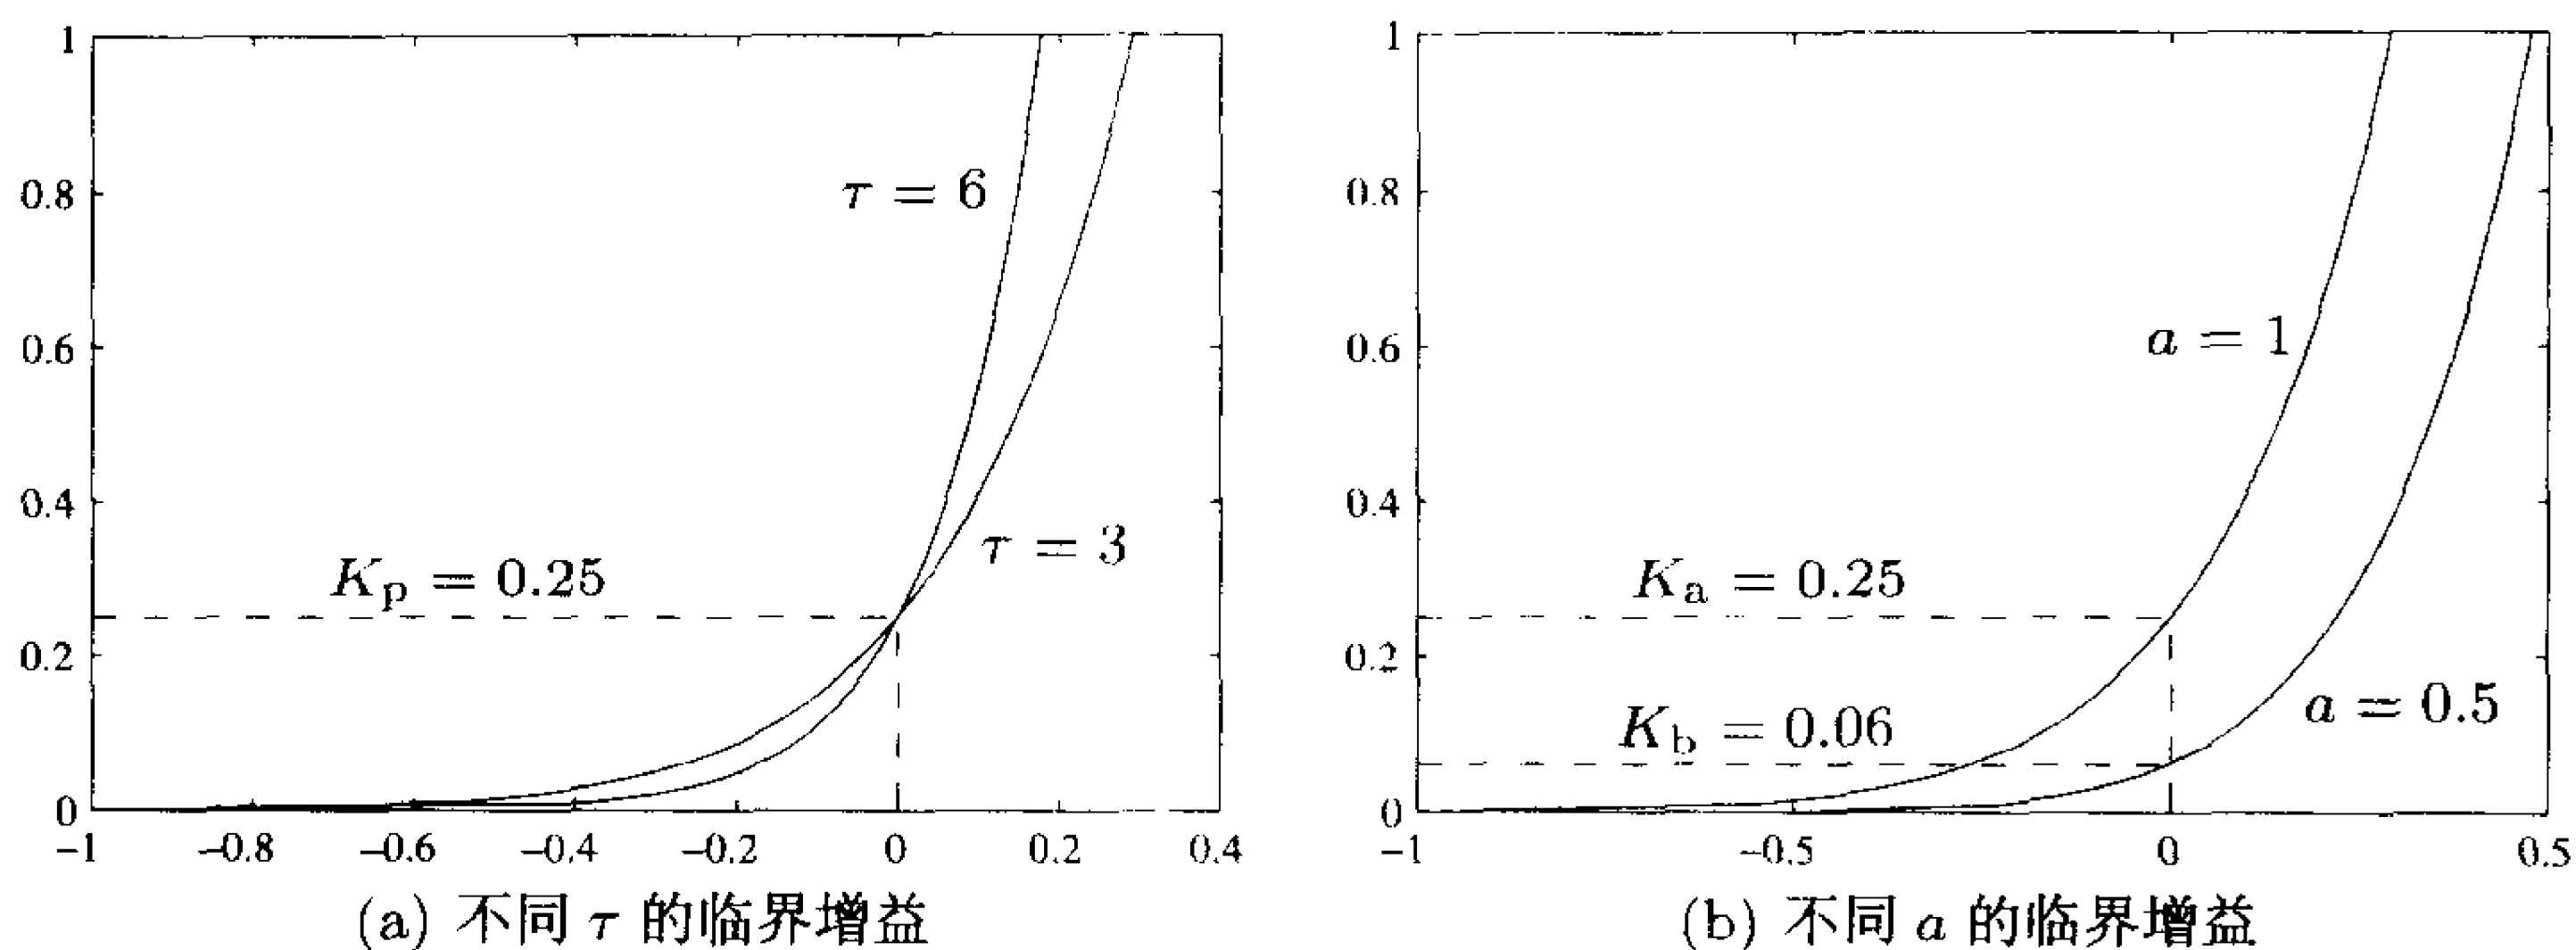 1
0.8
τ = 6
0.6
0.4
τ = 3
K_p = 0.25
0.2
0
-1 -0.8 -0.6 -0.4 -0.2 0 0.2 0.4
(a) 不同 τ 的临界增益
1
0.8
a = 1
0.6
0.4
K_a = 0.25
0.2
a = 0.5
K_b = 0.06
0
-1 -0.5 0 0.5
(b) 不同 a 的临界增益